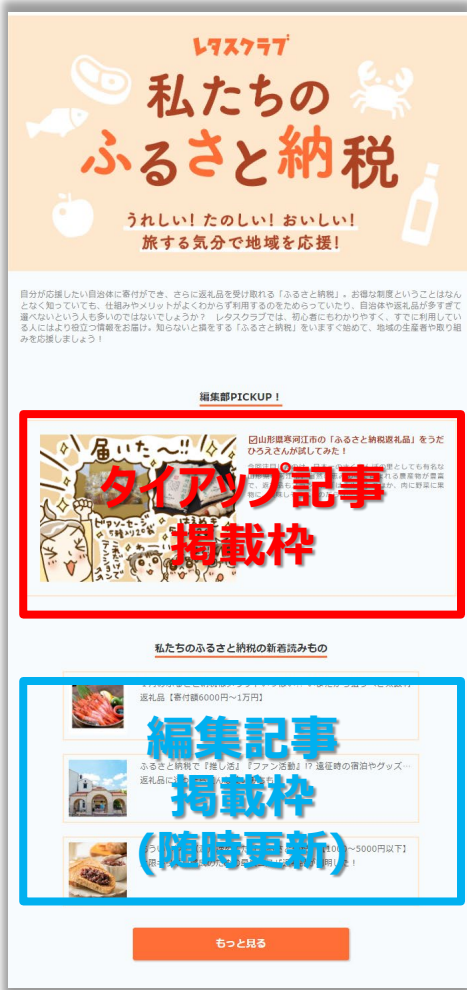 レタスクラブ
私たちの
ふるさと納税
うれしい! たのしい! おいしい!
旅する気分で地域を応援!
自分が応援したい自治体に寄付ができ、さらに返礼品を受け取れる「ふるさと納税」。お得な制度ということはなん
となく知っていても、仕組みやメリットがよくわからず利用するのをためらっていたり、自治体や返礼品が多すぎて
選べないという人も多いのではないでしょうか? レタスクラブでは、初心者にもわかりやすく、すでに利用してい
る人にはより役立つ情報をお届け。知らないと損をする「ふるさと納税」をいますぐ始めて、地域の生産者や取り組
みを応援しましょう!
編集部PICKUP!
届いた~!!
☑山形県寒河江市の「ふるさと納税返礼品」をうだ
ひろえさんが試してみた!
タイアップ記事
掲載枠
私たちのふるさと納税の新着読みもの
返礼品【寄付額6000円~1万円】
編集記事
ふるさと納税で『推し活』『ファン活動』!? 遠征時の宿泊やグッズ…
掲載枠
(随時更新)
もっと見る